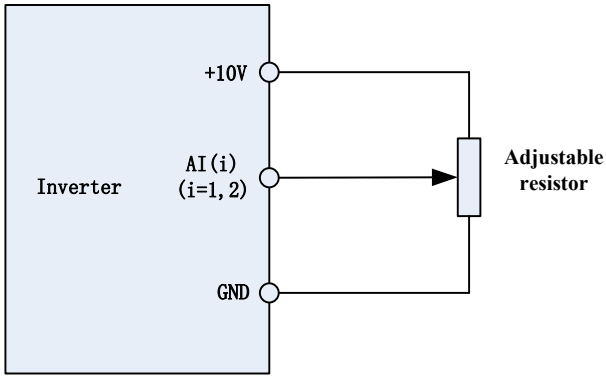 +10V
AI(i)
(i=1,2)
Inverter
GND
Adjustable
resistor